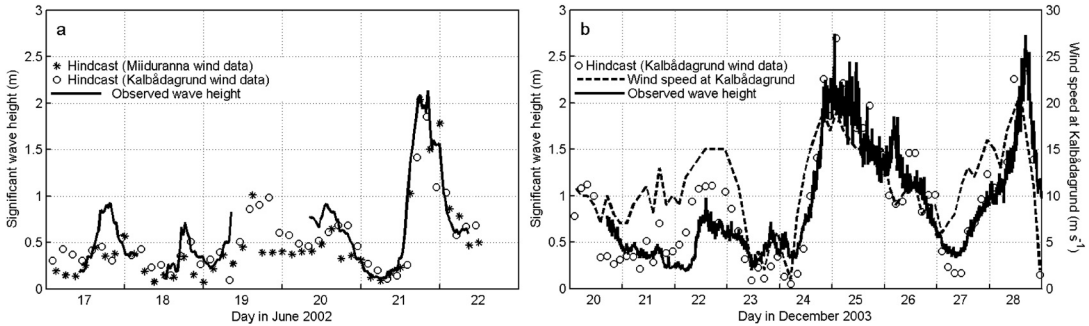 a
Hindcast (Miiduranna wind data)
Hindcast (Kalbådagrund wind data)
Observed wave height
Significant wave height (m)
3
2.5
2
1.5
1
0.5
0
17 18 19 20 21 22
Day in June 2002
b
Hindcast (Kalbådagrund wind data)
Wind speed at Kalbådagrund
Observed wave height
Significant wave height (m)
3
2.5
2
1.5
1
0.5
0
20 21 22 23 24 25 26 27 28
Day in December 2003
30
25
20
15
10
5
0
Wind speed at Kalbådagrund (m s⁻¹)